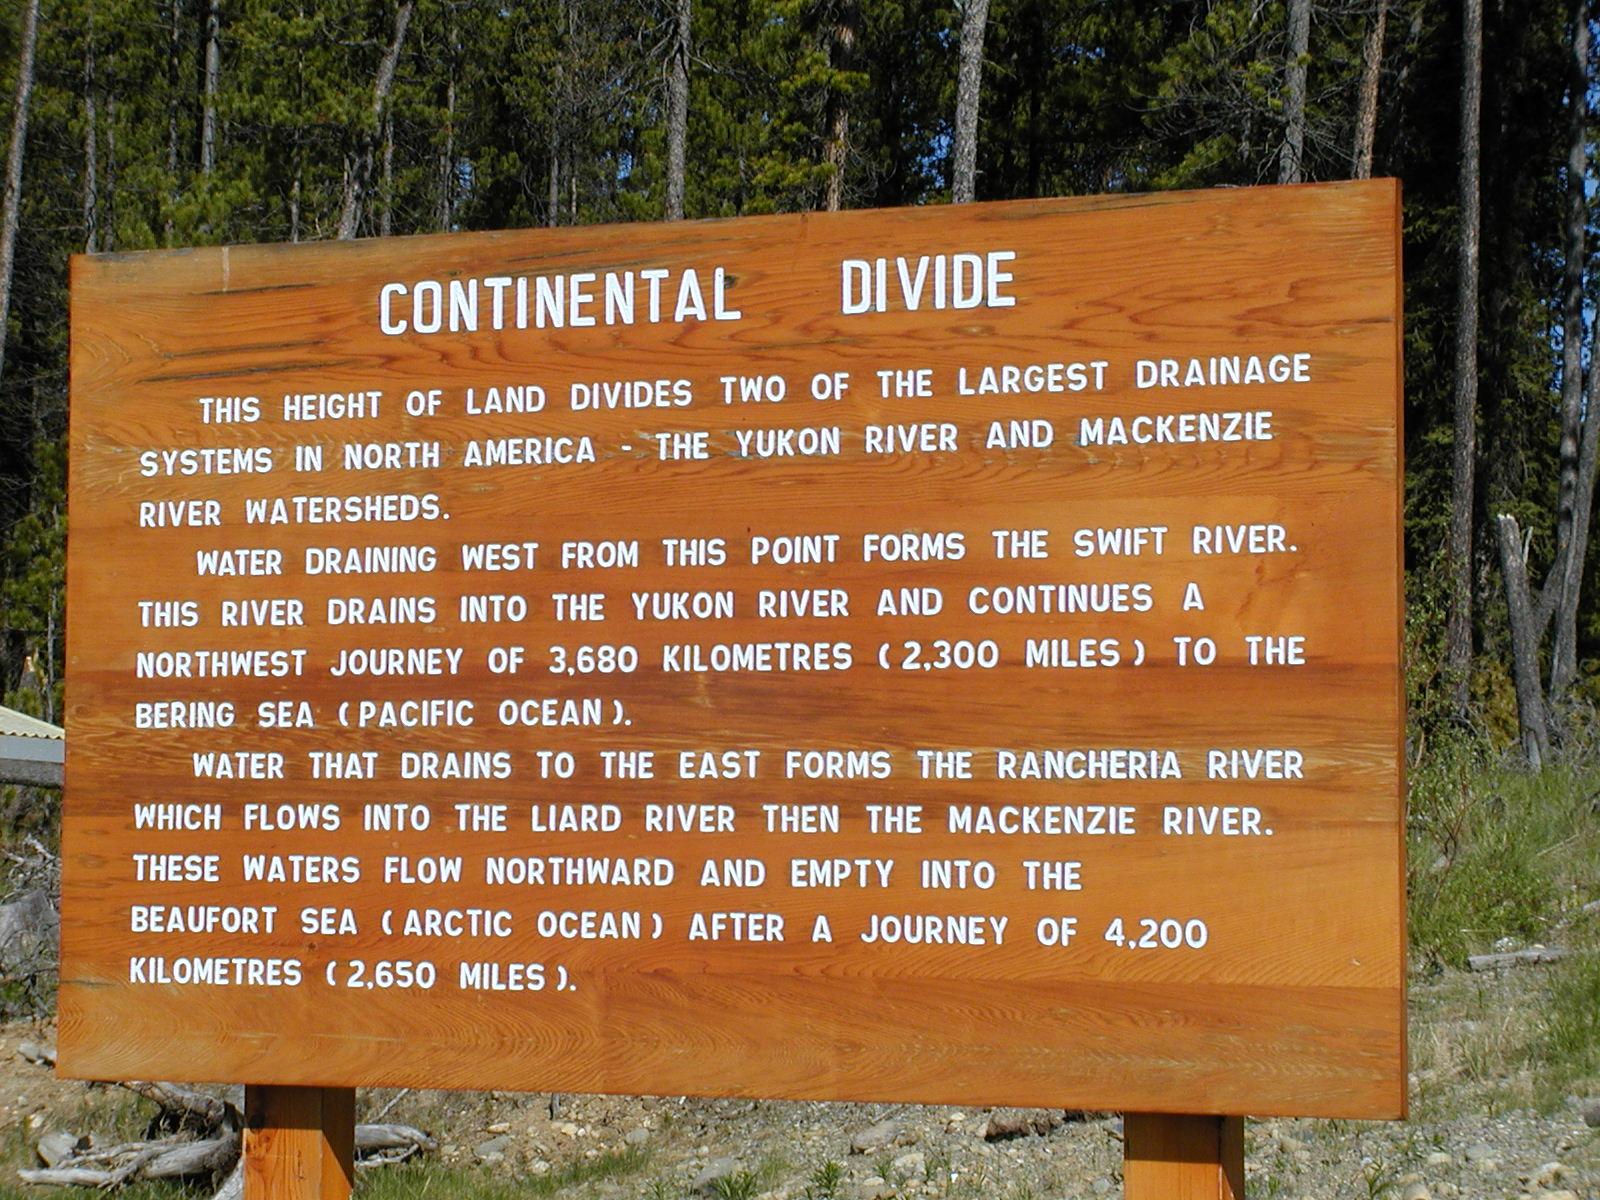 CONTINENTAL DIVIDE
THIS HEIGHT OF LAND DIVIDES TWO OF THE LARGEST DRAINAGE
SYSTEMS IN NORTH AMERICA - THE YUKON RIVER AND MACKENZIE
RIVER WATERSHEDS.
WATER DRAINING WEST FROM THIS POINT FORMS THE SWIFT RIVER.
THIS RIVER DRAINS INTO THE YUKON RIVER AND CONTINUES A
NORTHWEST JOURNEY OF 3,680 KILOMETRES (2,300 MILES) TO THE
BERING SEA (PACIFIC OCEAN).
WATER THAT DRAINS TO THE EAST FORMS THE RANCHERIA RIVER
WHICH FLOWS INTO THE LIARD RIVER THEN THE MACKENZIE RIVER.
THESE WATERS FLOW NORTHWARD AND EMPTY INTO THE
BEAUFORT SEA (ARCTIC OCEAN) AFTER A JOURNEY OF 4,200
KILOMETRES (2,650 MILES).